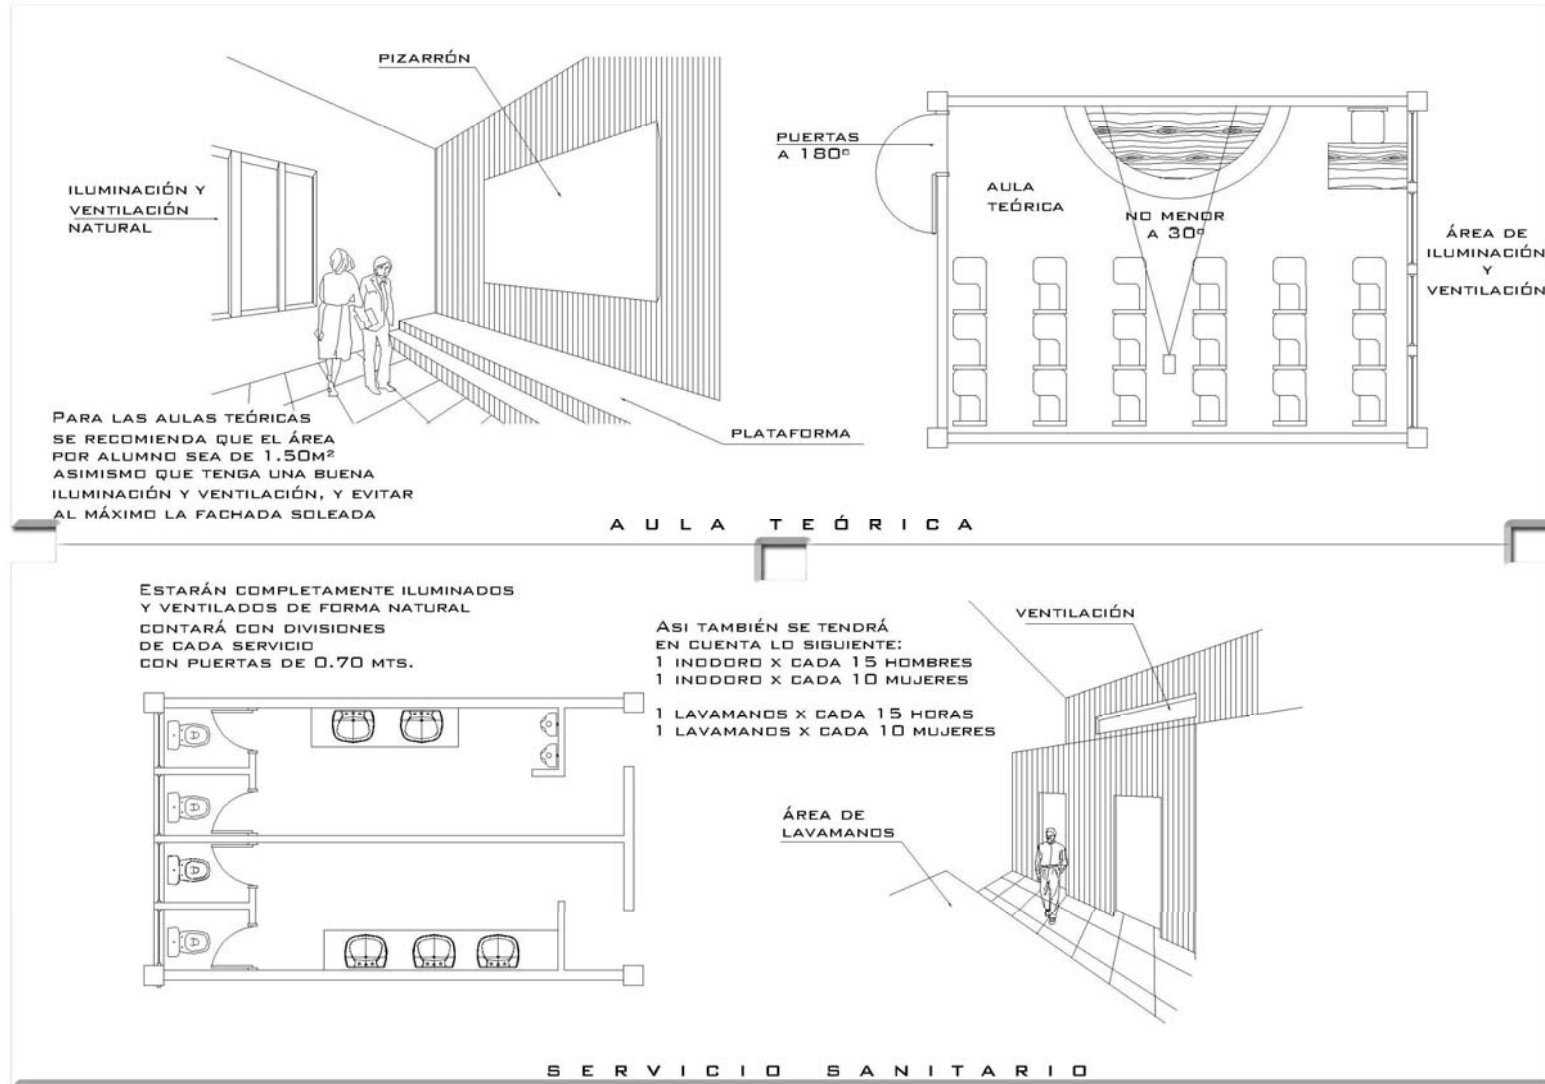 PIZARRÓN
ILUMINACIÓN Y
VENTILACIÓN
NATURAL
PARA LAS AULAS TEÓRICAS
SE RECOMIENDA QUE EL ÁREA
POR ALUMNO SEA DE 1.50M²
ASIMISMO QUE TENGA UNA BUENA
ILUMINACIÓN Y VENTILACIÓN, Y EVITAR
AL MÁXIMO LA FACHADA SOLEADA
PLATAFORMA
PUERTAS
A 180º
AULA
TEÓRICA
NO MENOR
A 30º
ÁREA DE
ILUMINACIÓN
Y
VENTILACIÓN
AULA TEÓRICA
ESTARÁN COMPLETAMENTE ILUMINADOS
Y VENTILADOS DE FORMA NATURAL
CONTARÁ CON DIVISIONES
DE CADA SERVICIO
CON PUERTAS DE 0.70 MTS.
ASI TAMBIÉN SE TENDRÁ
EN CUENTA LO SIGUIENTE:
1 INODORO X CADA 15 HOMBRES
1 INODORO X CADA 10 MUJERES
1 LAVAMANOS X CADA 15 HORAS
1 LAVAMANOS X CADA 10 MUJERES
VENTILACIÓN
ÁREA DE
LAVAMANOS
SERVICIO SANITARIO